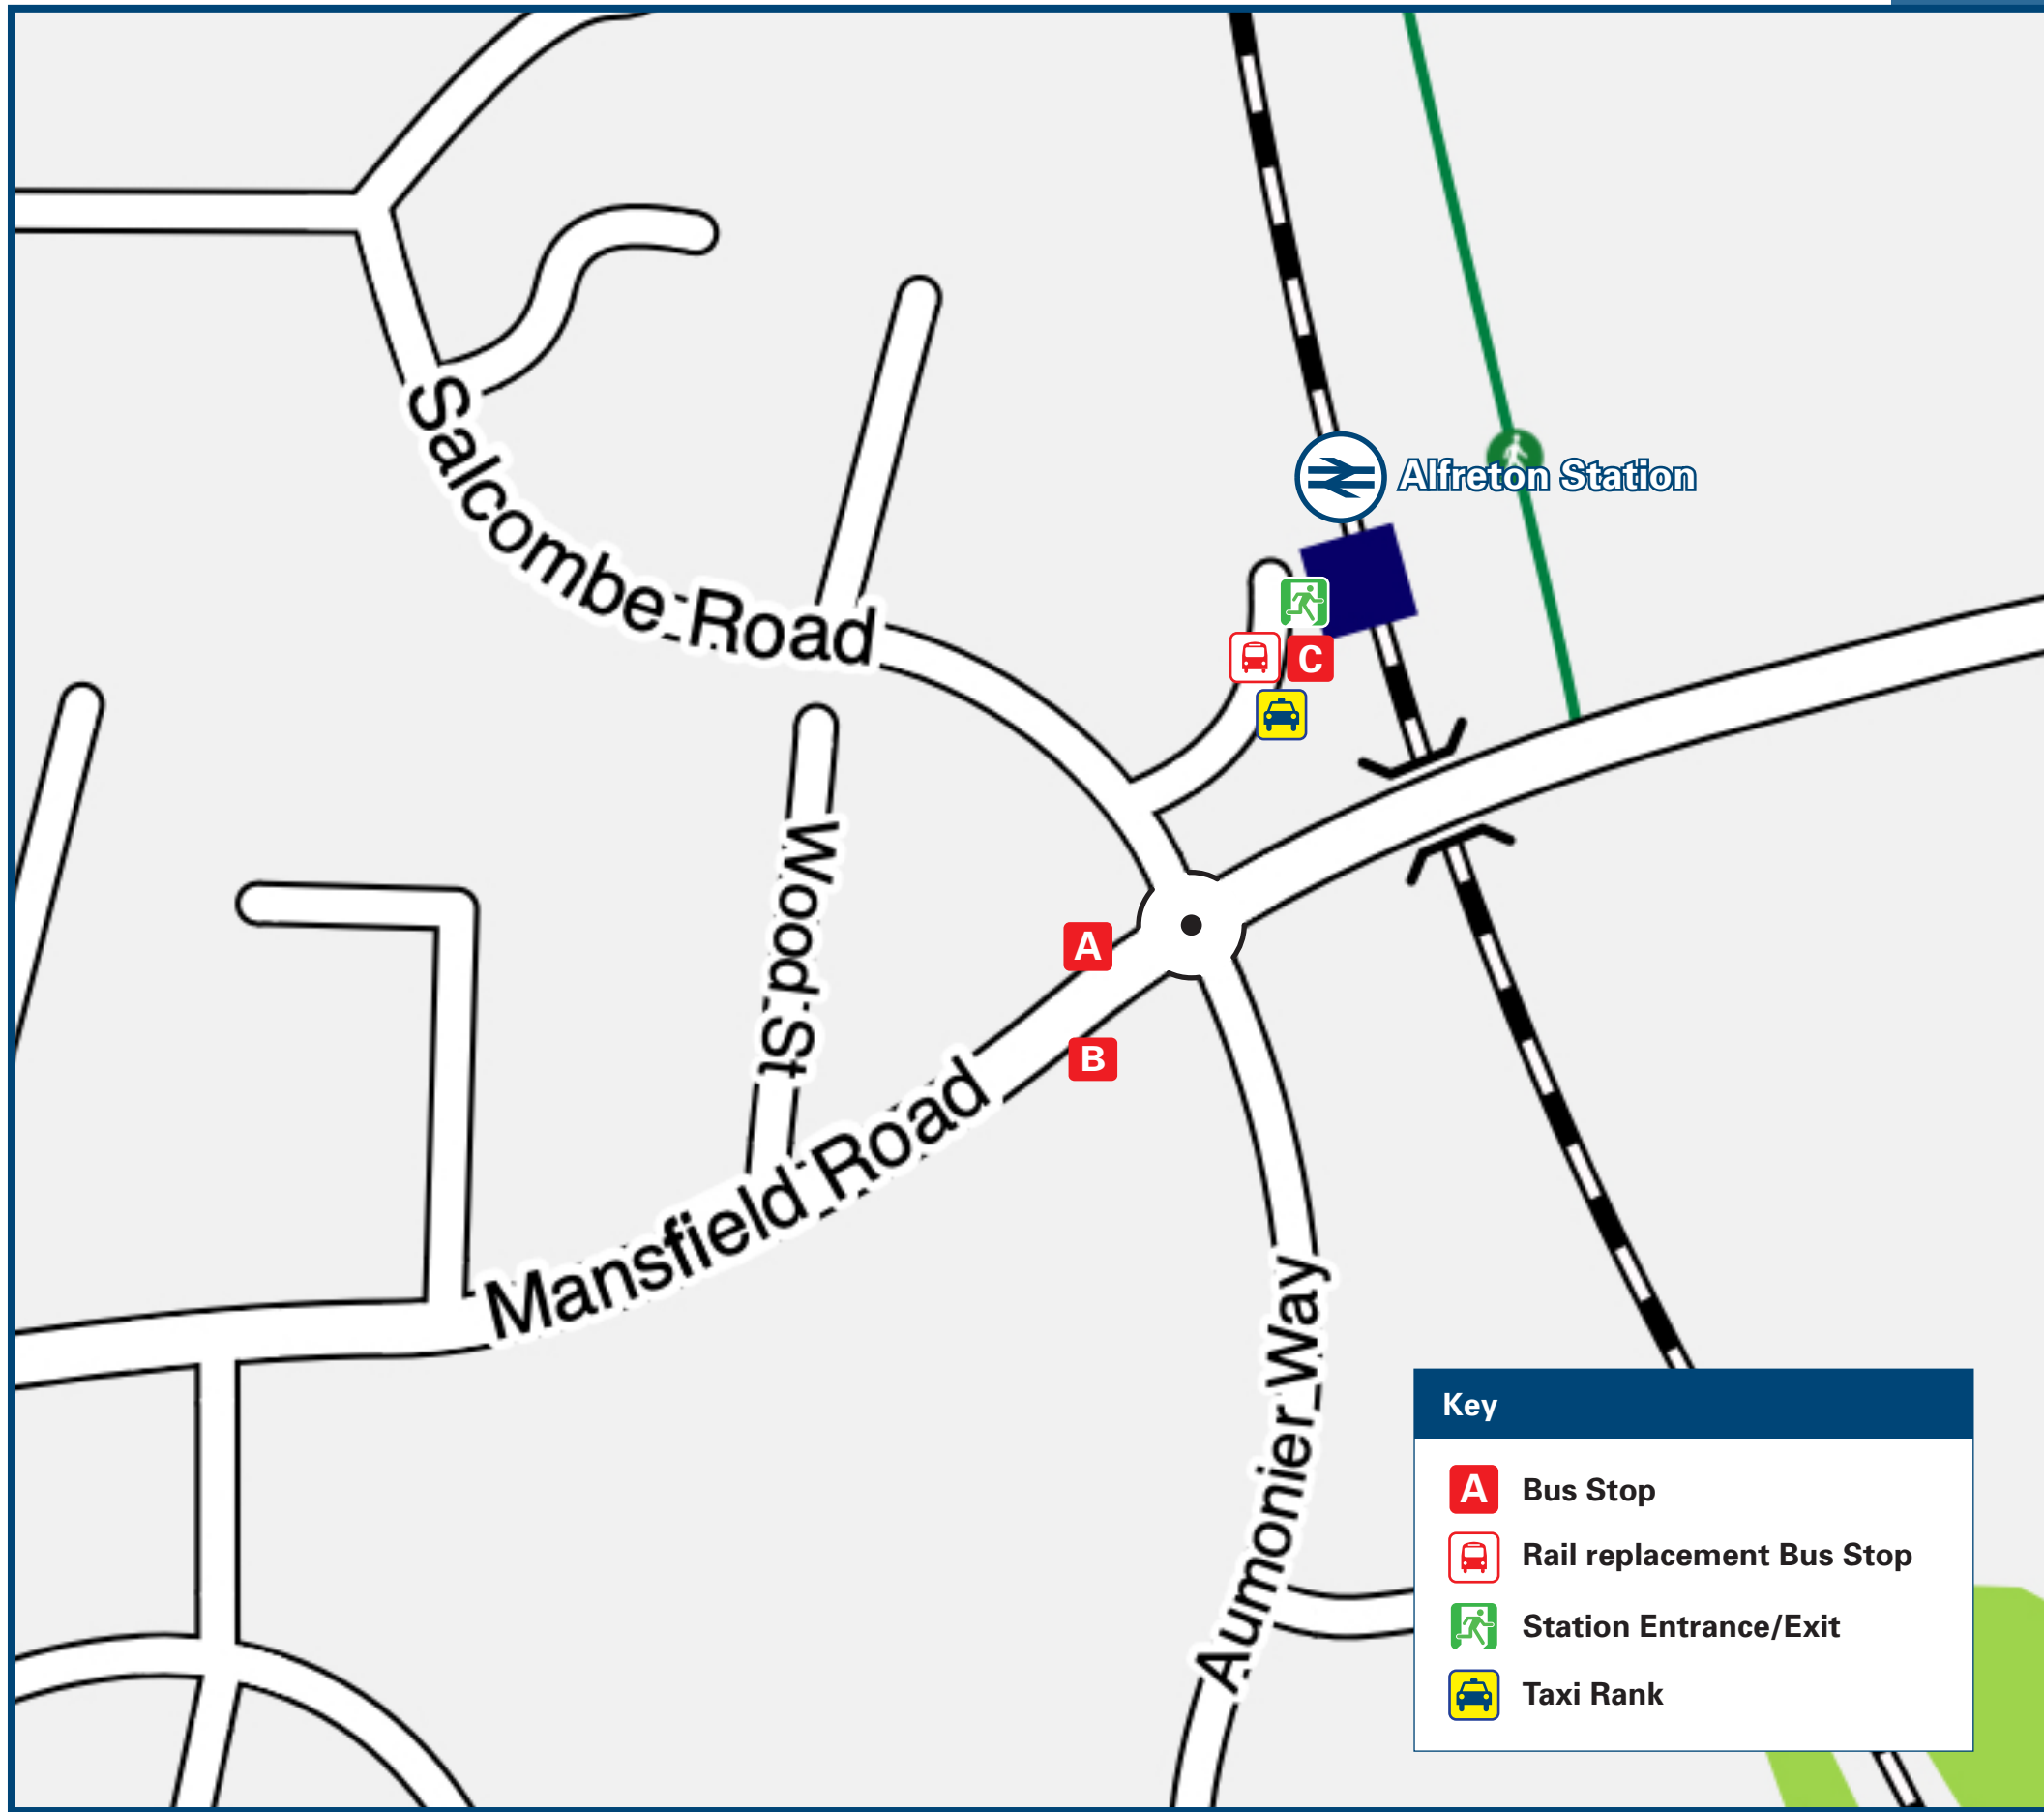 Salcombe Road
Alfreton Station
C
Wood St
A
B
Mansfield Road
Aumonier Way
Key
A Bus Stop
Rail replacement Bus Stop
Station Entrance/Exit
Taxi Rank